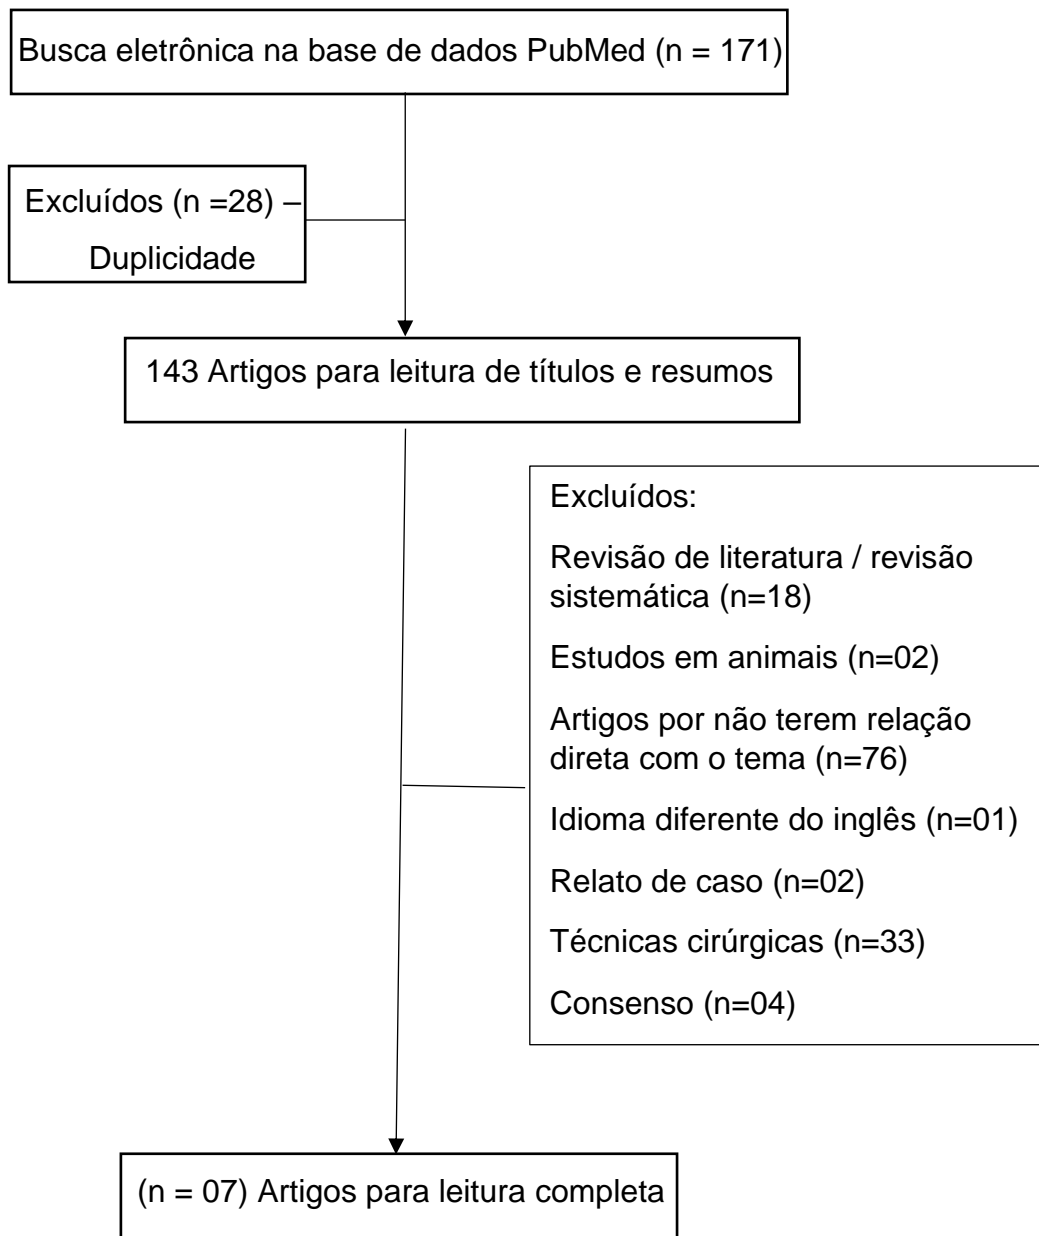 Busca eletrônica na base de dados PubMed (n = 171)
Excluídos (n =28) –
Duplicidade
143 Artigos para leitura de títulos e resumos
Excluídos:
Revisão de literatura / revisão
sistemática (n=18)
Estudos em animais (n=02)
Artigos por não terem relação
direta com o tema (n=76)
Idioma diferente do inglês (n=01)
Relato de caso (n=02)
Técnicas cirúrgicas (n=33)
Consenso (n=04)
(n = 07) Artigos para leitura completa